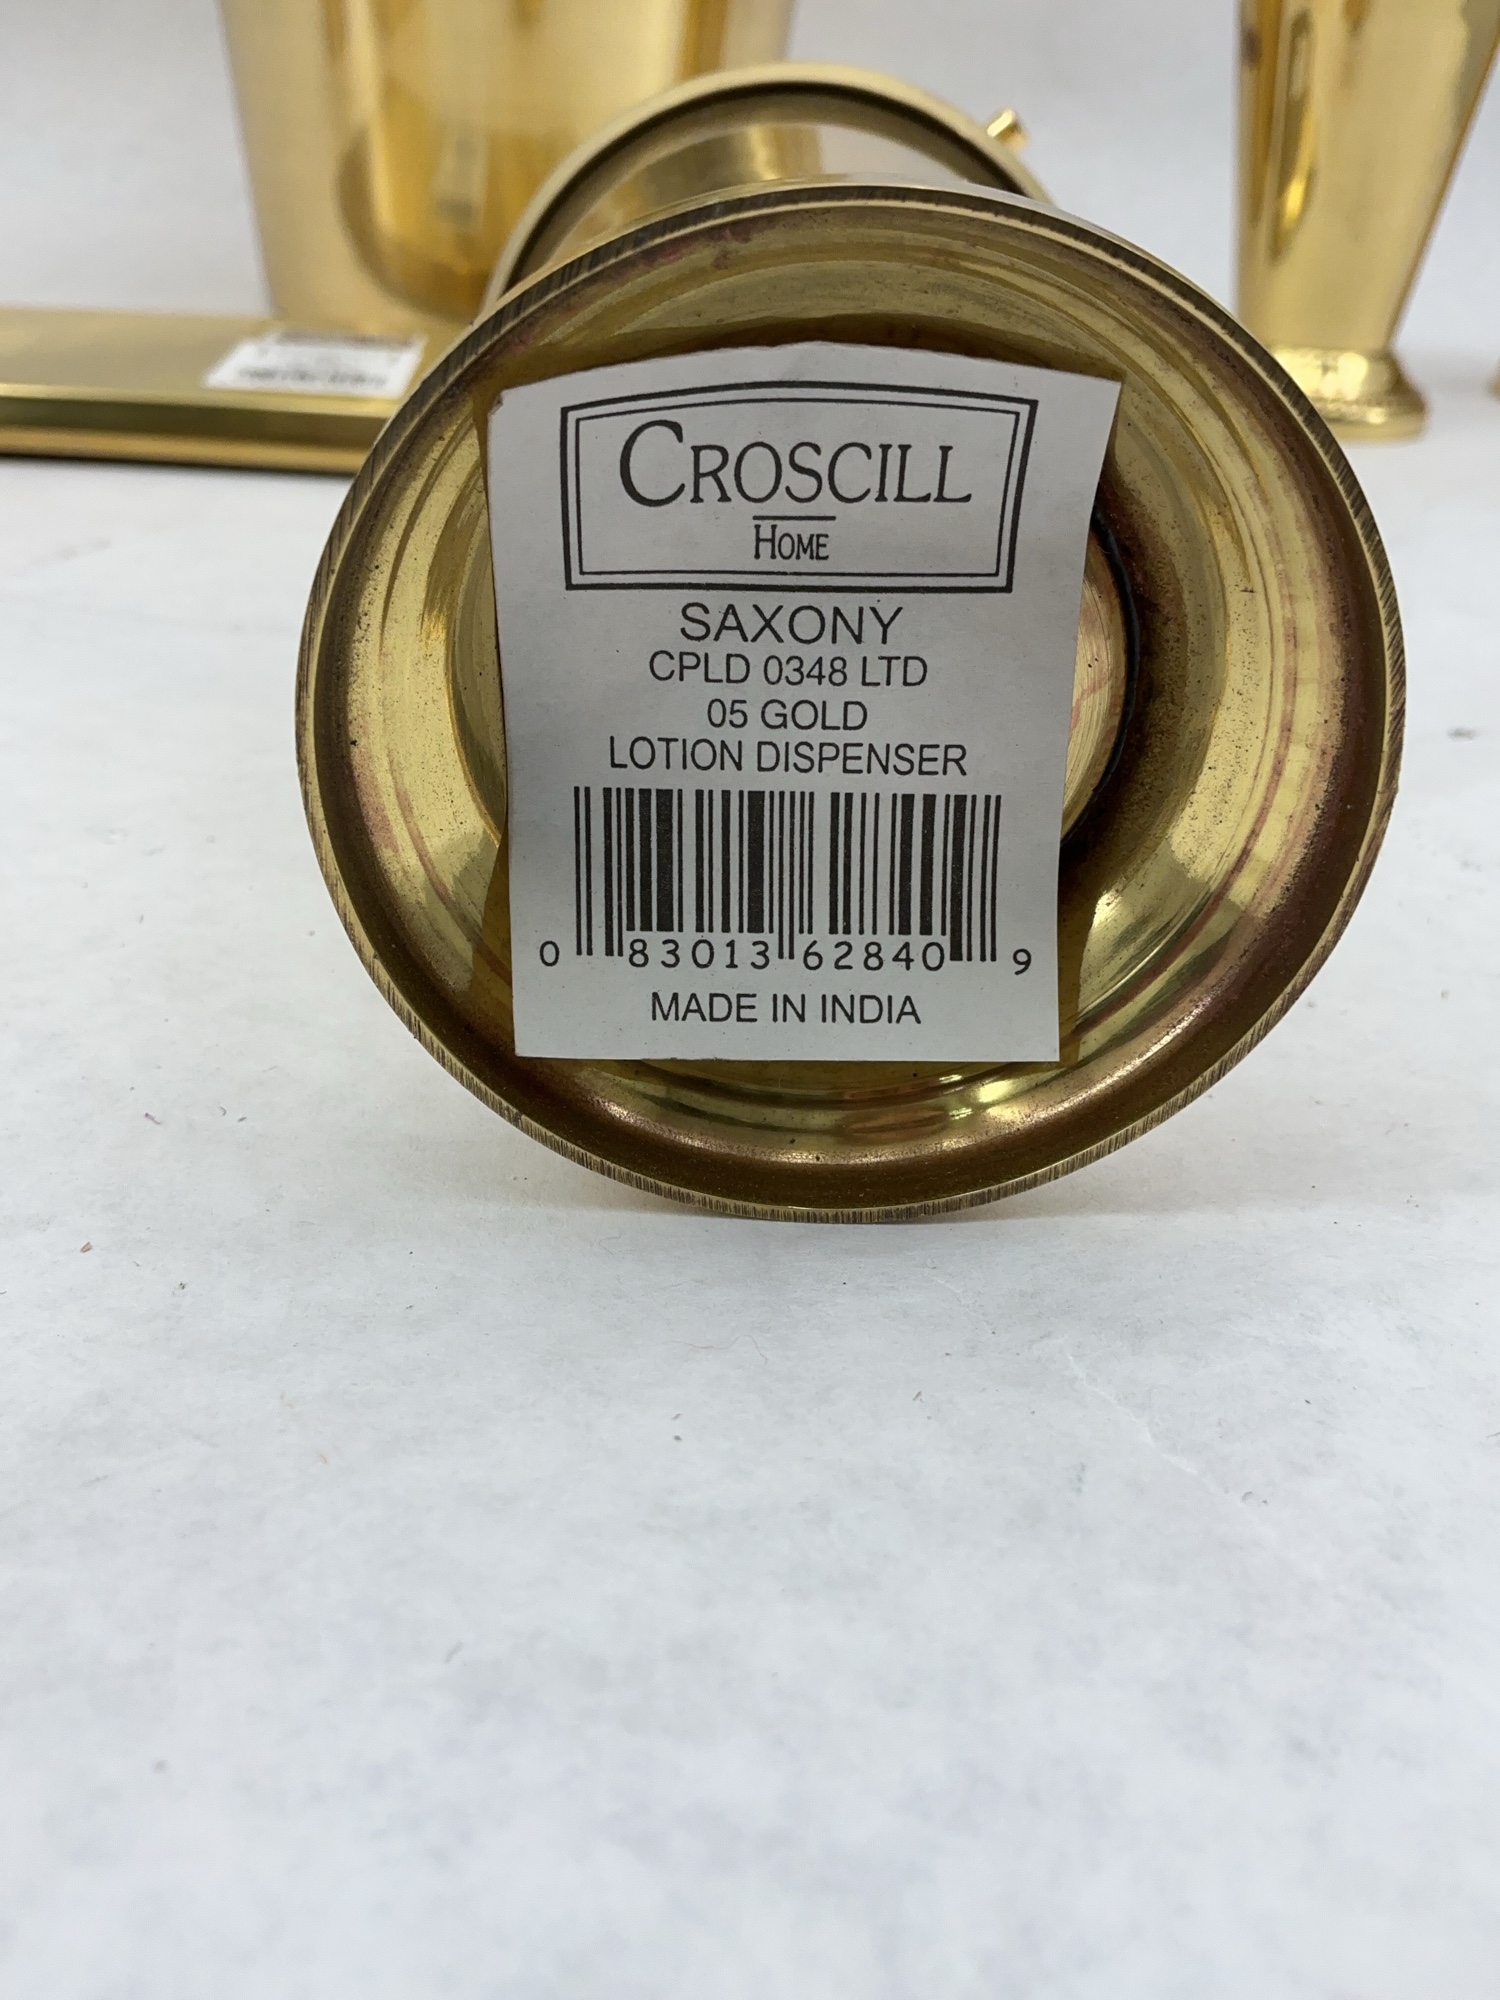 CROSCILL
HOME
SAXONY
CPLD 0348 LTD
05 GOLD
LOTION DISPENSER
0 83013 62840 9
MADE IN INDIA